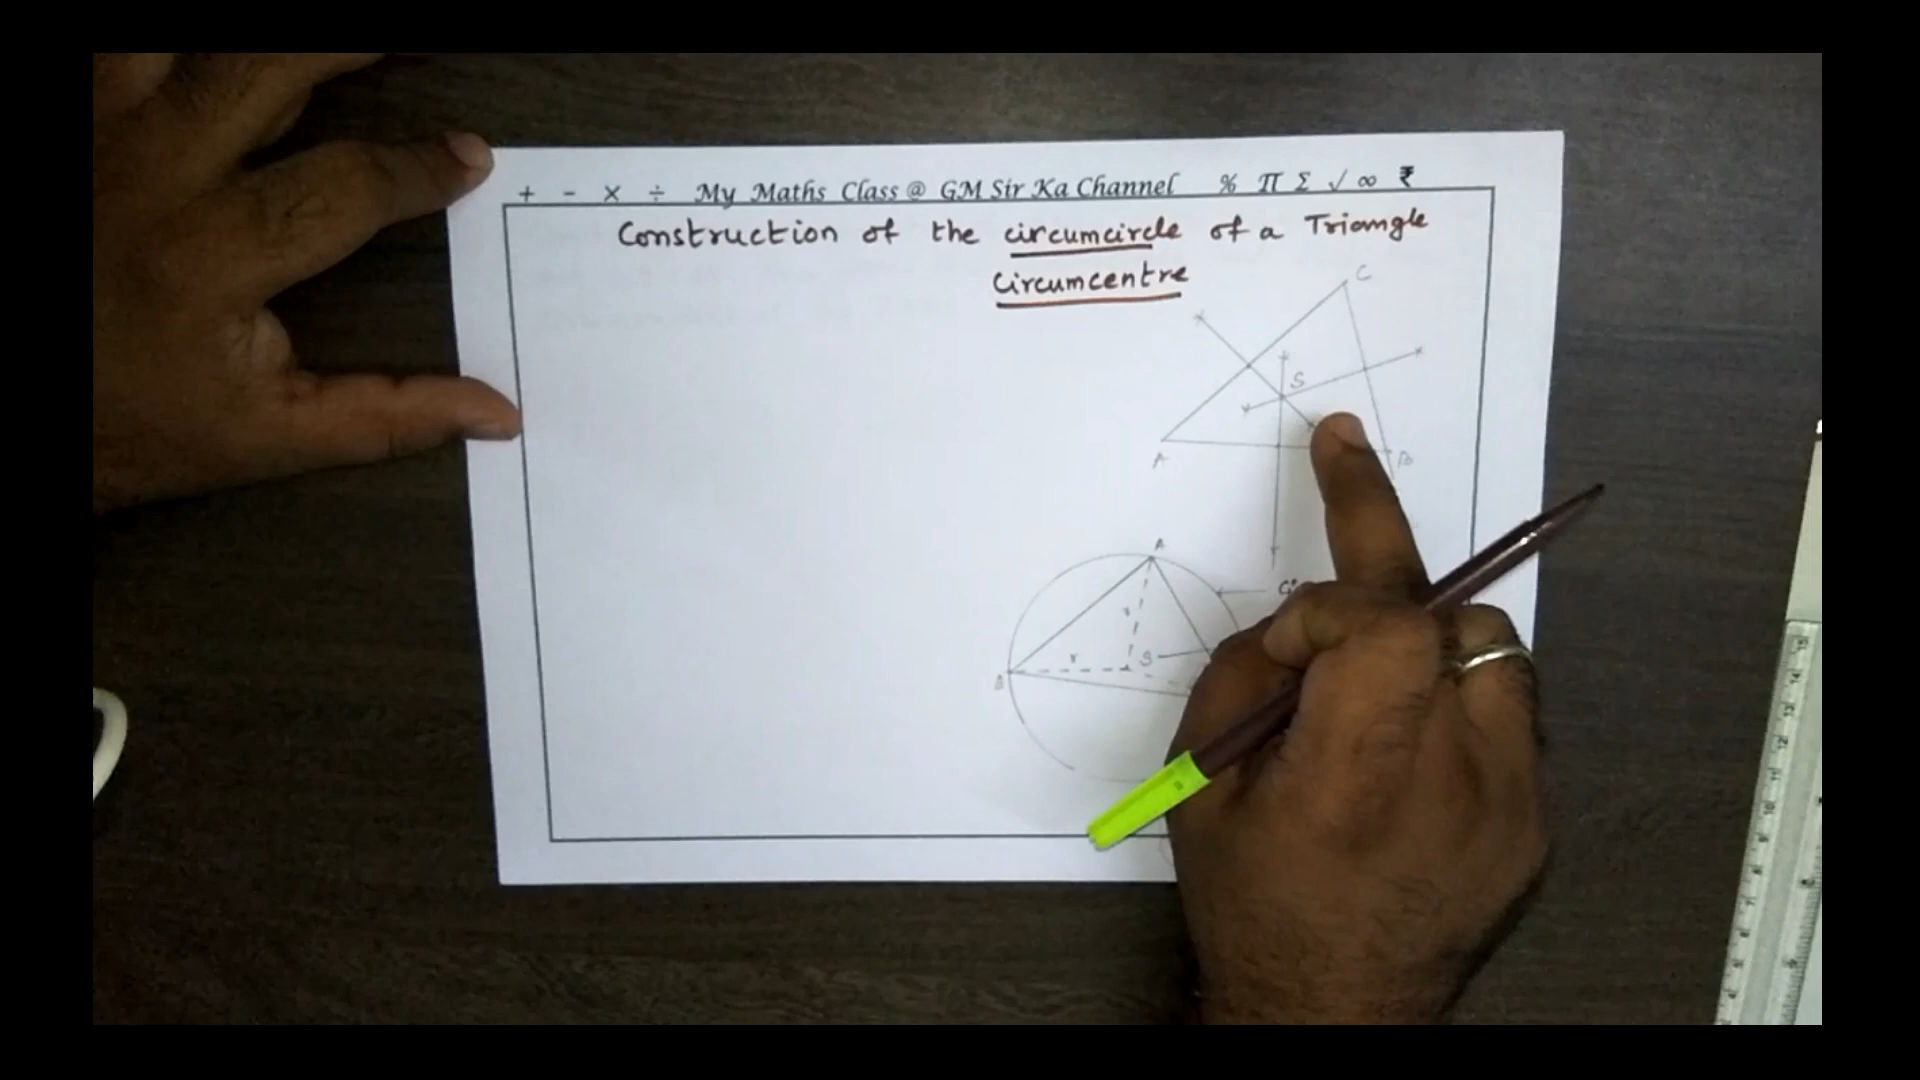 + - × ÷ My Maths Class @ GM Sir Ka Channel % Π Σ √ ∞ ₹
Construction of the circumcircle of a Triangle
Circumcentre
C
S
A
B
A
r
r
S
B